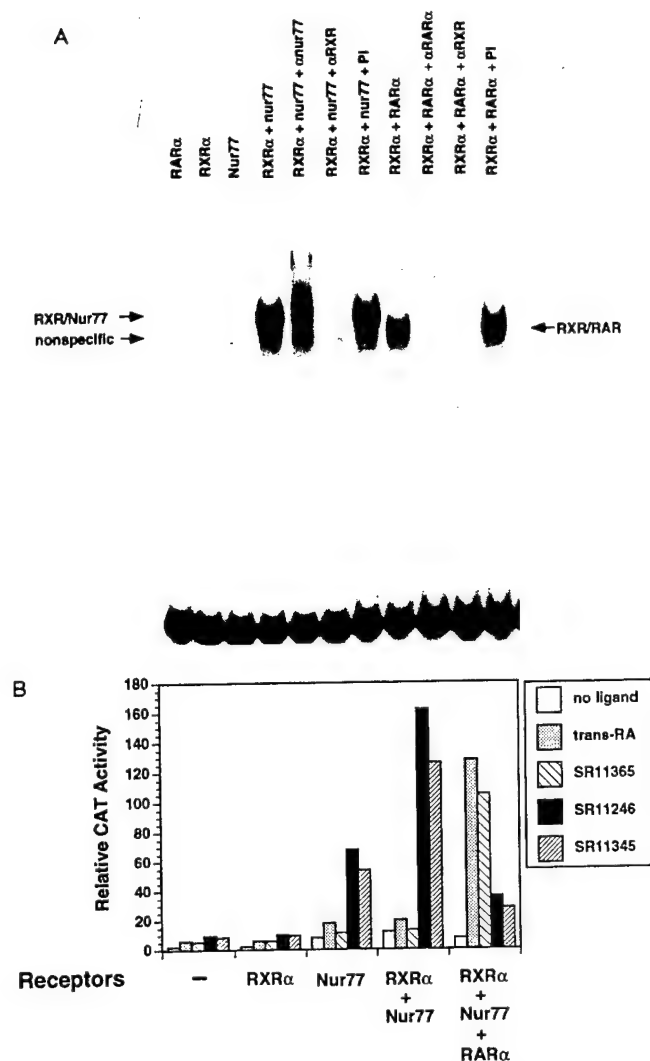 A
RARα
RXRα
Nur77
RXRα + nur77
RXRα + nur77 + αnur77
RXRα + nur77 + αRXR
RXRα + nur77 + PI
RXRα + RARα
RXRα + RARα + αRARα
RXRα + RARα + αRXR
RXRα + RARα + PI
RXR/Nur77
nonspecific
RXR/RAR
B
Relative CAT Activity
180
160
140
120
100
80
60
40
20
0
no ligand
trans-RA
SR11365
SR11246
SR11345
Receptors
–
RXRα
Nur77
RXRα
+
Nur77
RXRα
+
Nur77
+
RARα